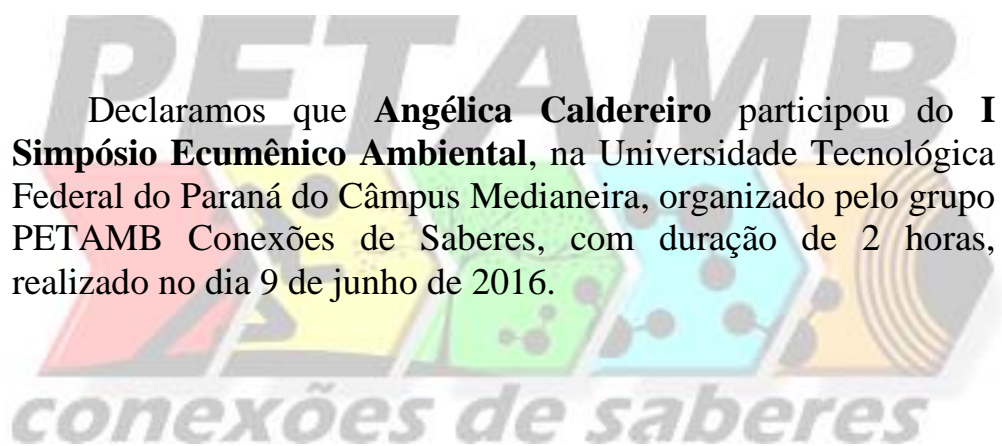 PETAMB
Declaramos que Angélica Caldereiro participou do I
Simpósio Ecumênico Ambiental, na Universidade Tecnológica
Federal do Paraná do Câmpus Medianeira, organizado pelo grupo
PETAMB Conexões de Saberes, com duração de 2 horas,
realizado no dia 9 de junho de 2016.
conexões de saberes